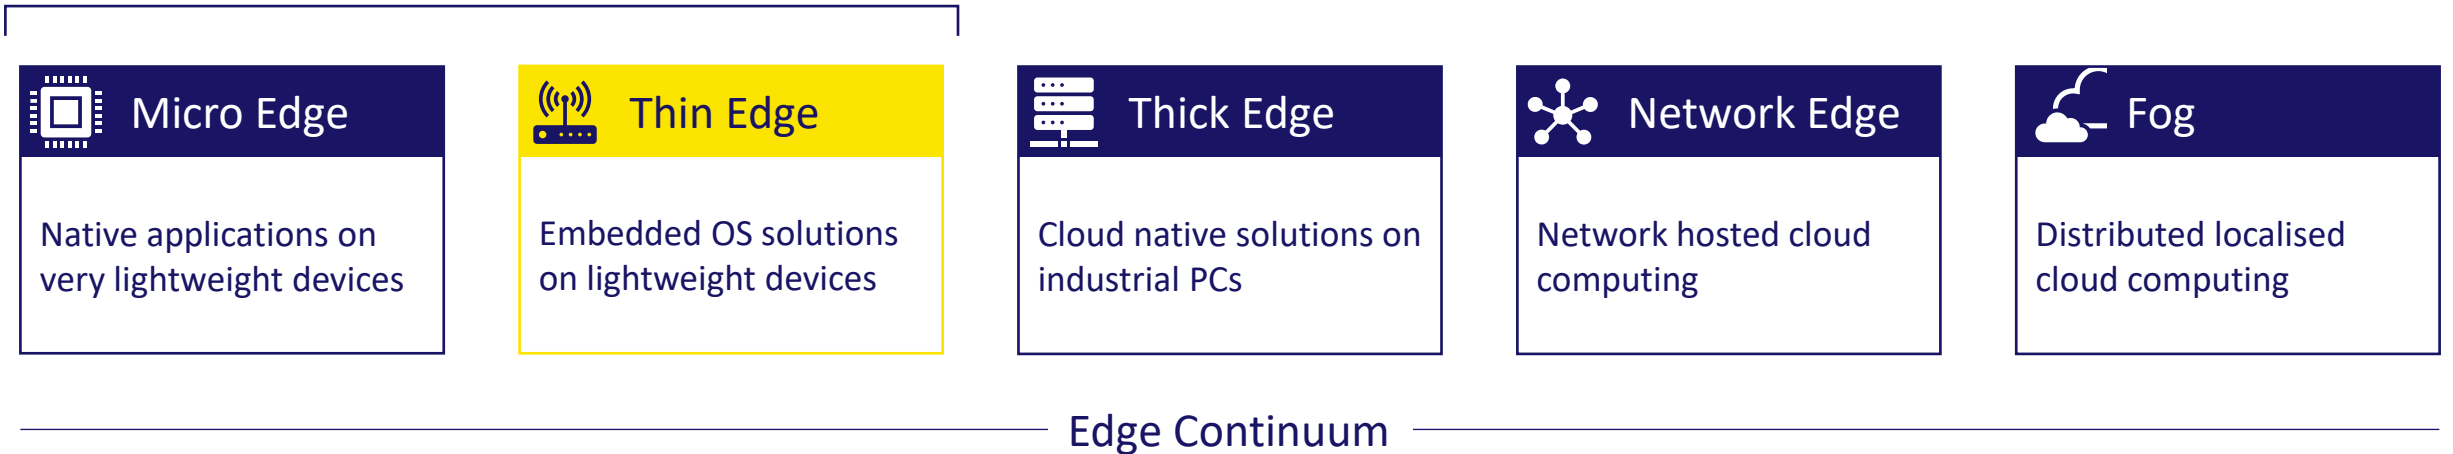 Micro Edge
Native applications on
very lightweight devices
Thin Edge
Embedded OS solutions
on lightweight devices
Thick Edge
Cloud native solutions on
industrial PCs
Network Edge
Network hosted cloud
computing
Fog
Distributed localised
cloud computing
Edge Continuum